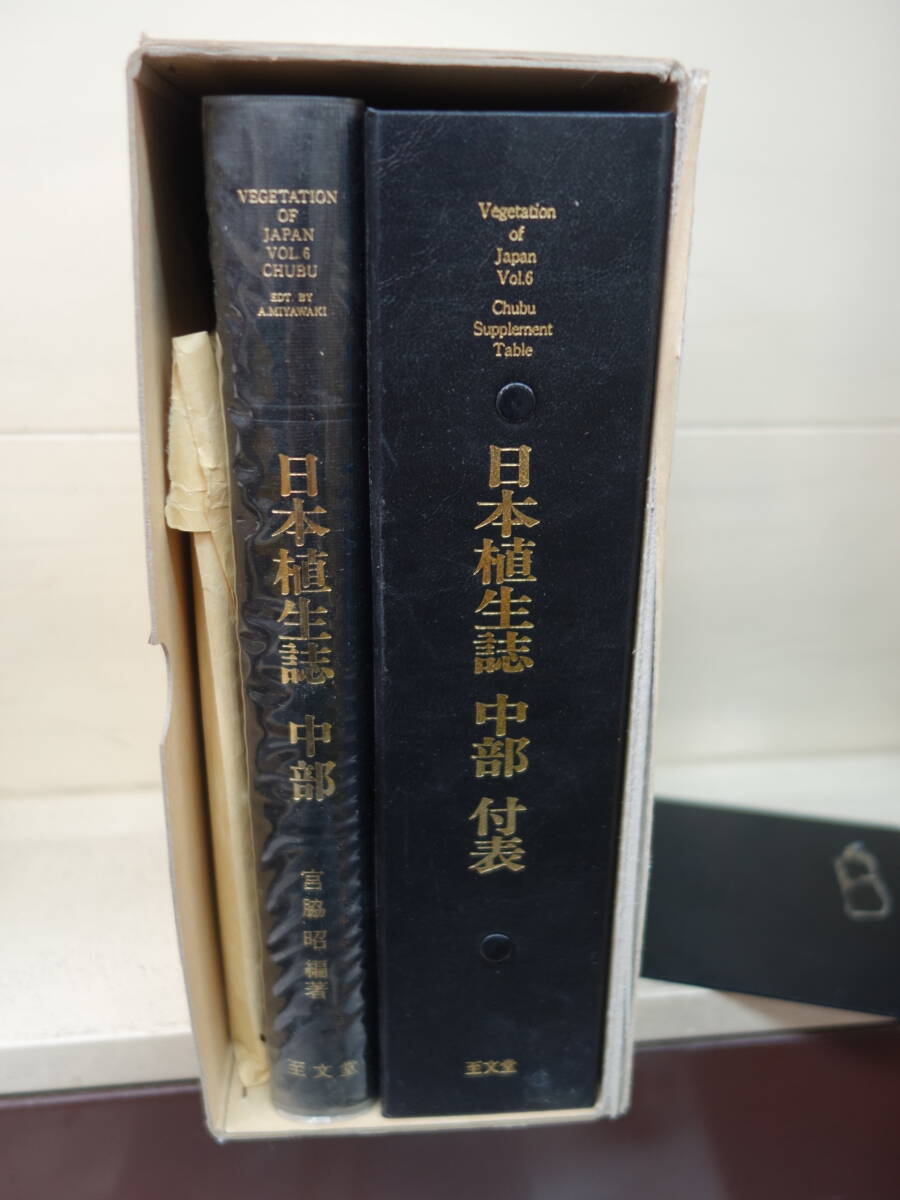 VEGETATION
OF
JAPAN
VOL.6
CHUBU
EDT. BY
A.MIYAWAKI
日本植生誌 中部
宮脇 昭 編著
至文堂
Vegetation
of
Japan
Vol.6
Chubu
Supplement
Table
日本植生誌 中部 付表
至文堂